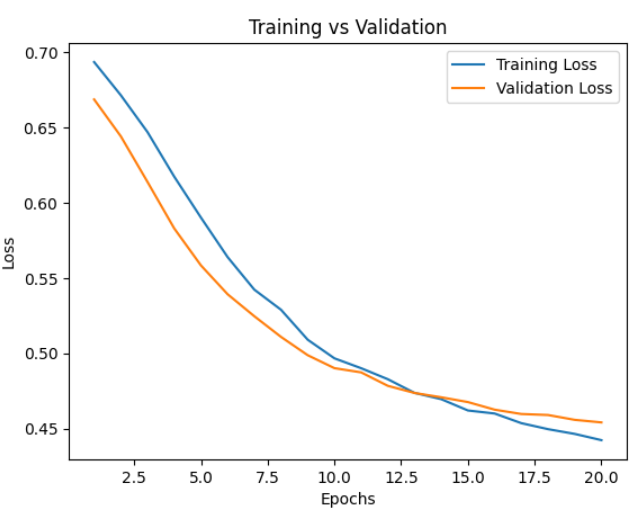 Training vs Validation
Training Loss
Validation Loss
0.70
0.65
0.60
0.55
0.50
0.45
Loss
2.5 5.0 7.5 10.0 12.5 15.0 17.5 20.0
Epochs